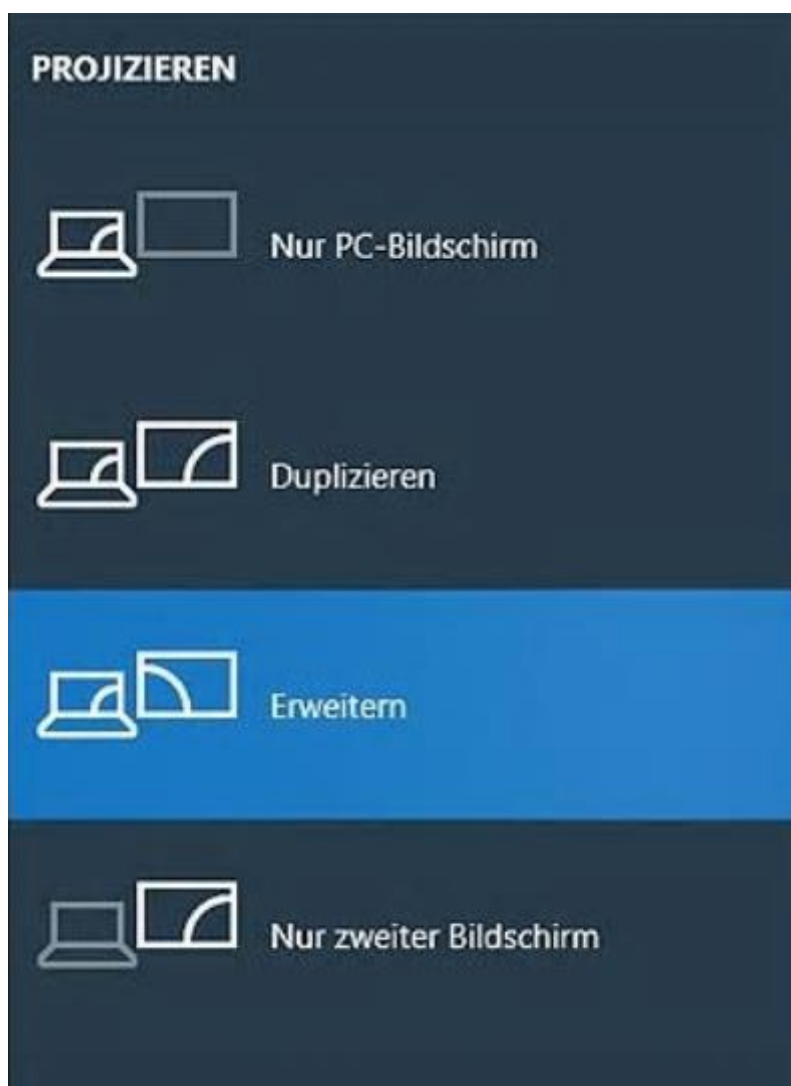 PROJIZIEREN
Nur PC-Bildschirm
Duplizieren
Erweitern
Nur zweiter Bildschirm